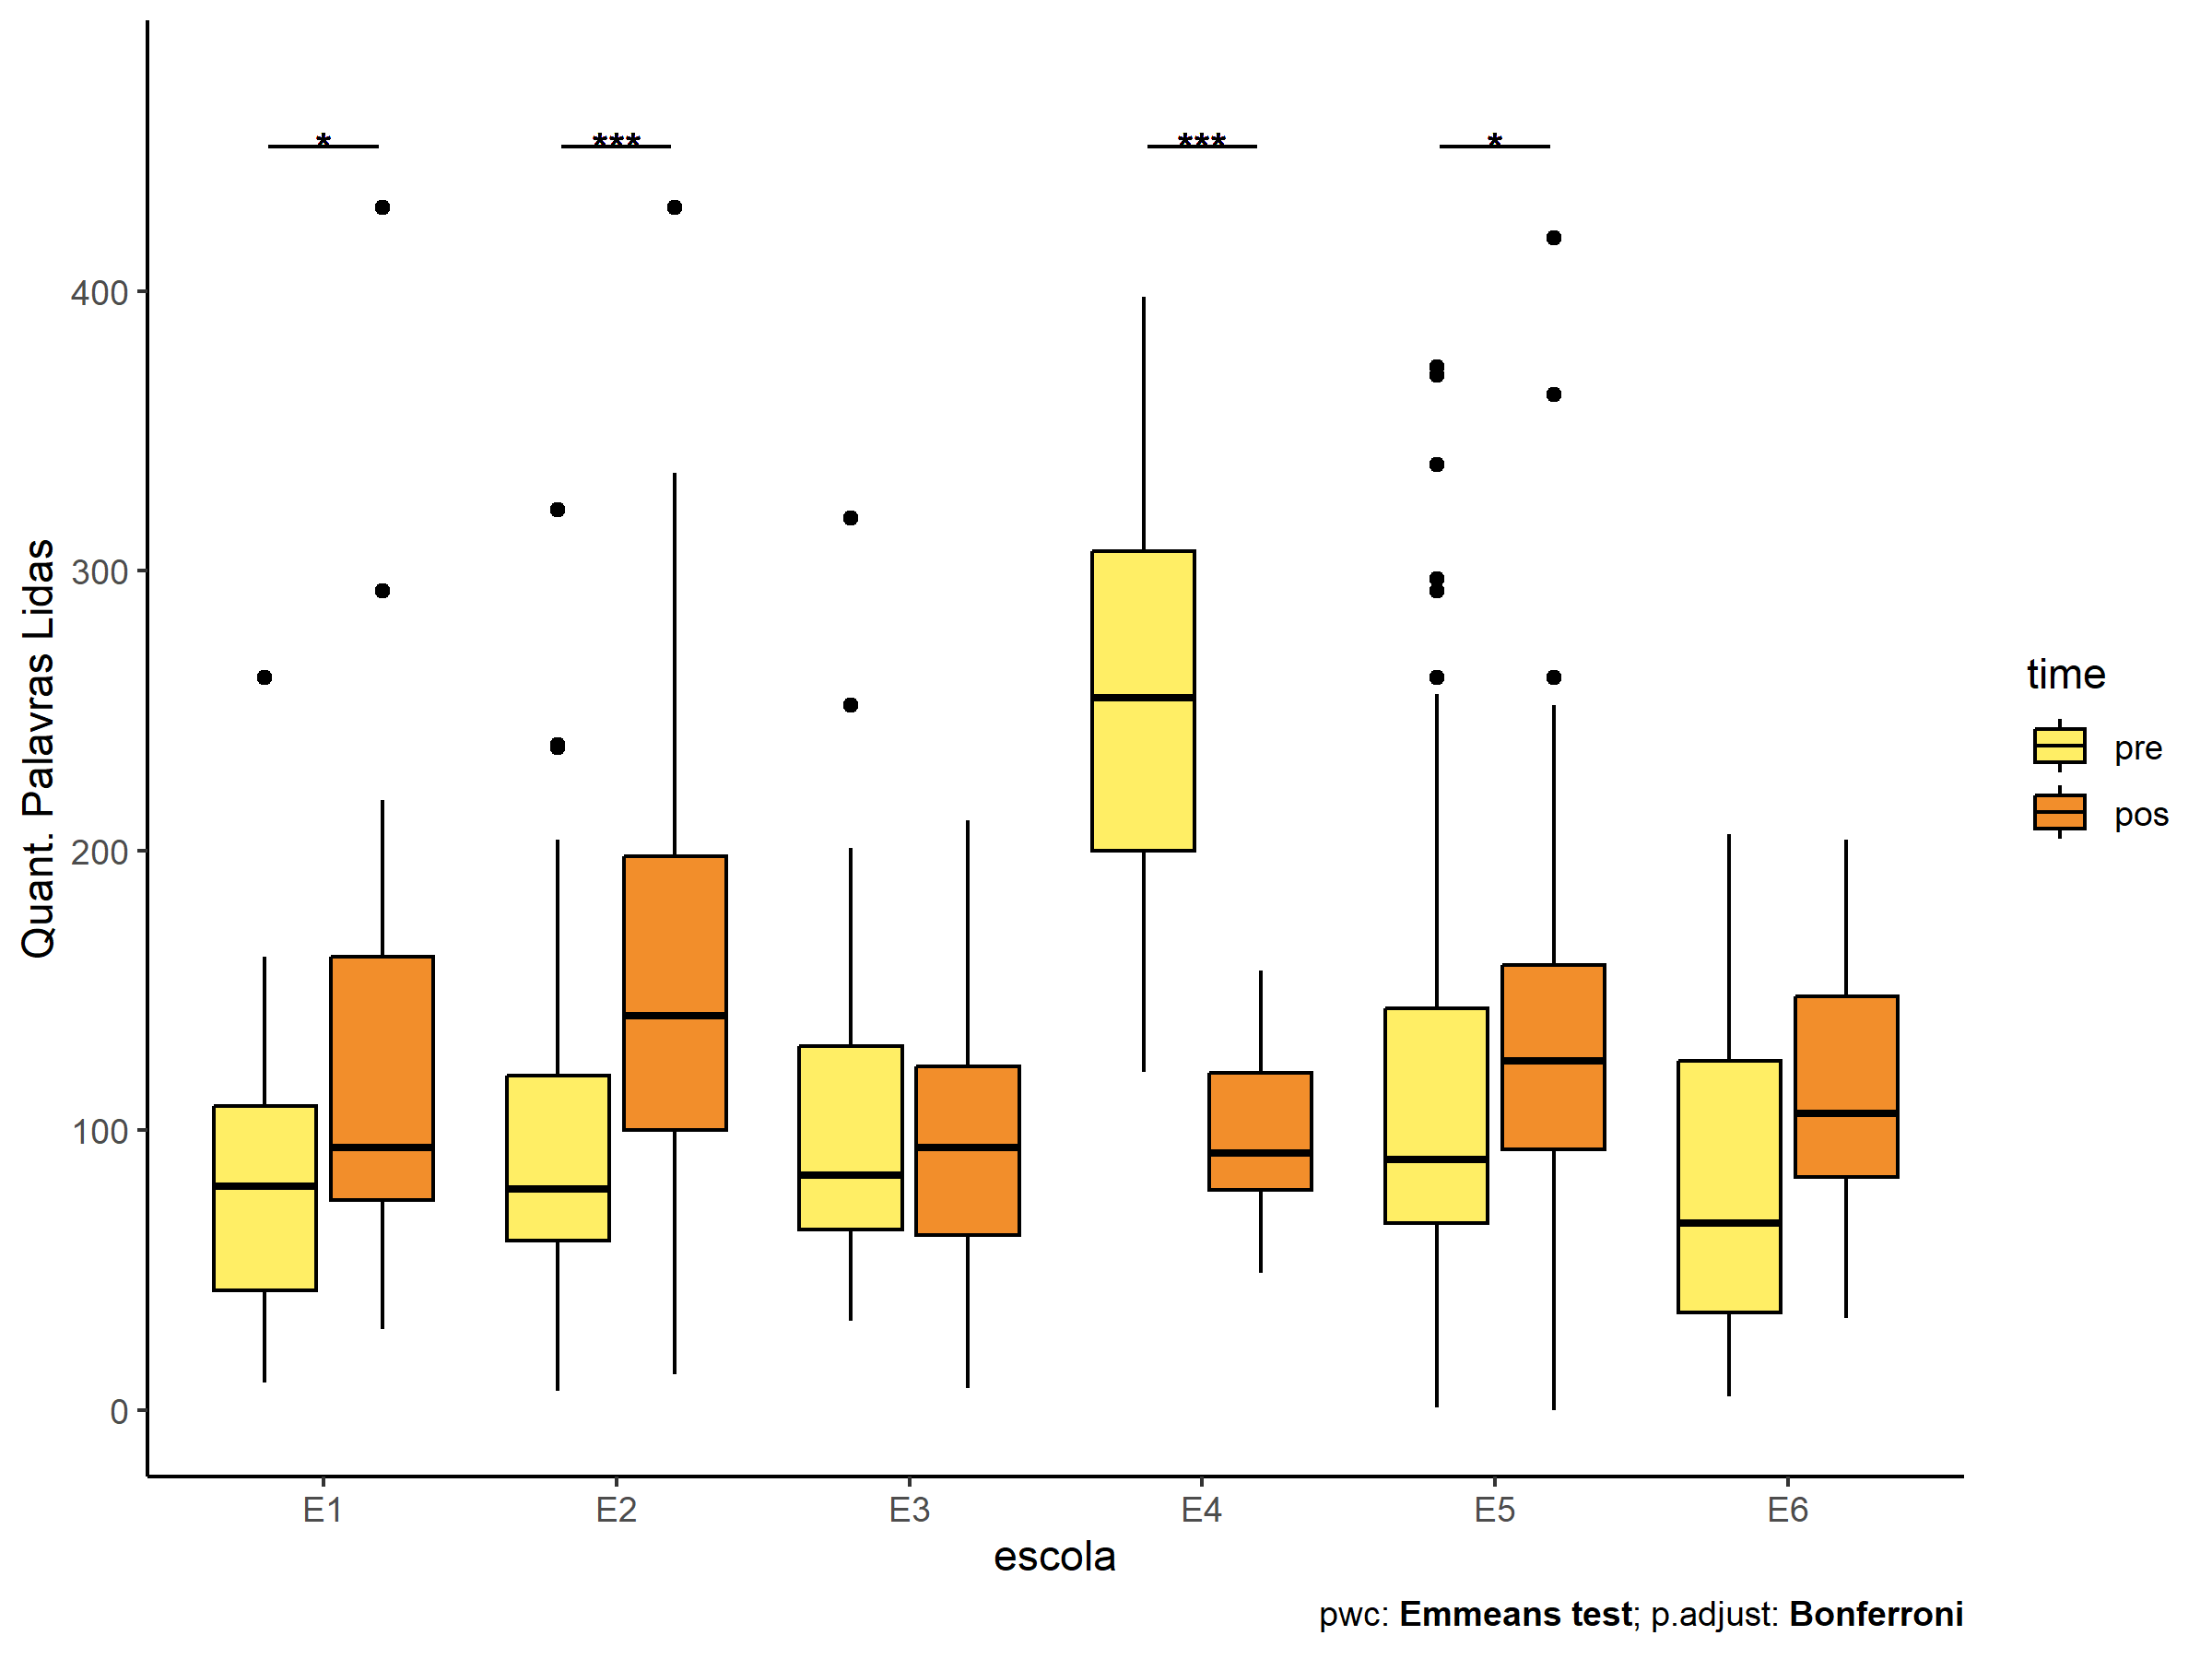 * *** *** *
Quant. Palavras Lidas
400
300
200
100
0
E1 E2 E3 E4 E5 E6
escola
time
pre
pos
pwc: Emmeans test; p.adjust: Bonferroni